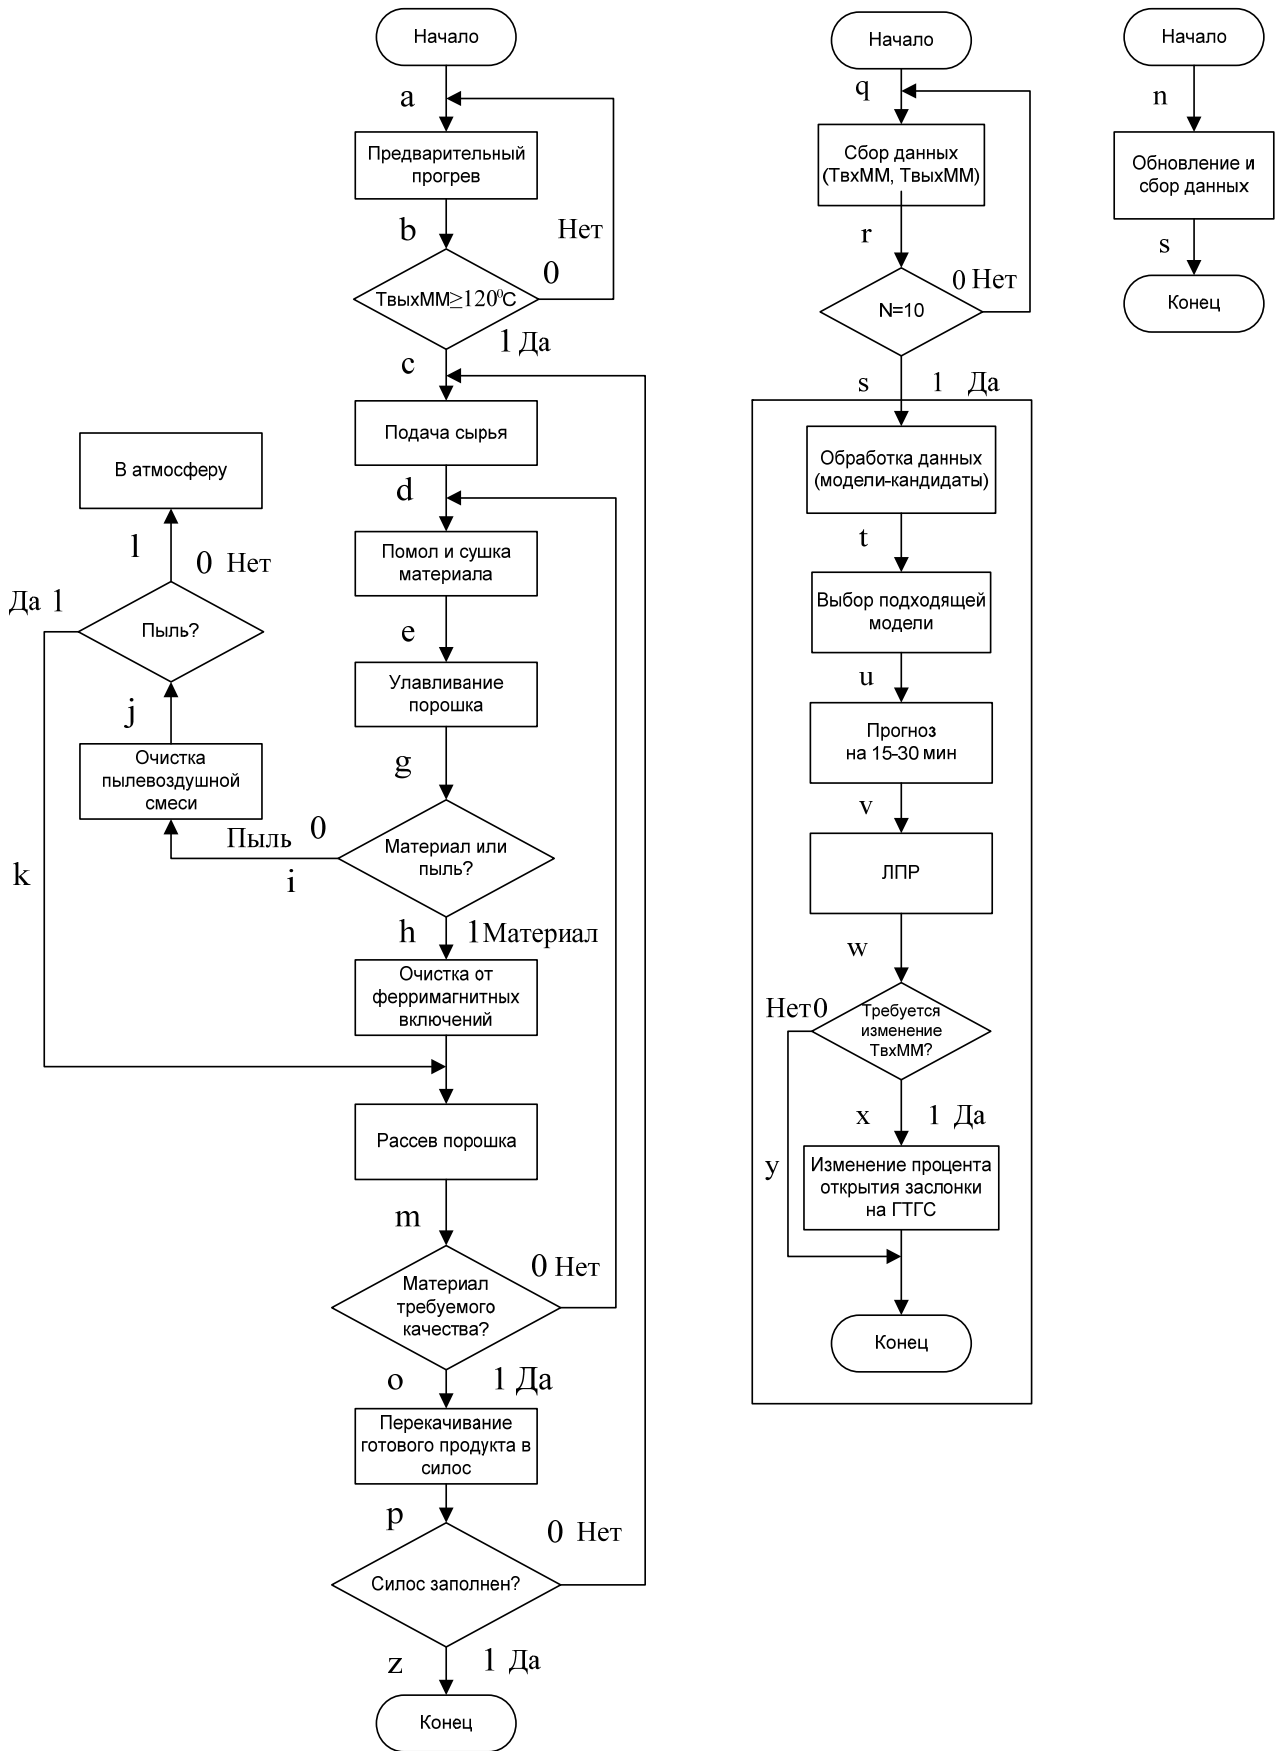 Начало
a
Предварительный
прогрев
b
Нет
0
ТвыхММ≥120⁰С
1 Да
c
Подача сырья
d
В атмосферу
l
0 Нет
Да 1
Пыль?
Помол и сушка
материала
e
Улавливание
порошка
j
g
Очистка
пылевоздушной
смеси
Пыль 0
Материал или
пыль?
k
i
h
1 Материал
Очистка от
ферримагнитных
включений
Рассев порошка
m
0 Нет
Материал
требуемого
качества?
o
1 Да
Перекачивание
готового продукта в
силос
p
0 Нет
Силос заполнен?
z
1 Да
Конец
Начало
q
Сбор данных
(ТвхММ, ТвыхММ)
r
0 Нет
N=10
s
1 Да
Обработка данных
(модели-кандидаты)
t
Выбор подходящей
модели
u
Прогноз
на 15-30 мин
v
ЛПР
w
Нет 0
Требуется
изменение
ТвхММ?
x
1 Да
y
Изменение процента
открытия заслонки
на ГТГС
Конец
Начало
n
Обновление и
сбор данных
s
Конец